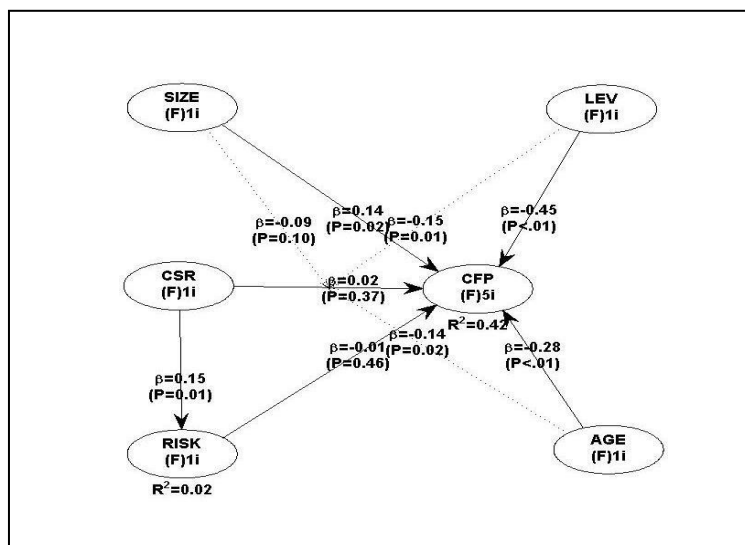 SIZE
(F)1i
LEV
(F)1i
β=-0.09
(P=0.10)
β=0.14
(P=0.02)
β=-0.15
(P=0.01)
β=-0.45
(P<.01)
CSR
(F)1i
β=0.02
(P=0.37)
CFP
(F)5i
R²=0.42
β=0.15
(P=0.01)
β=-0.01
(P=0.46)
β=-0.14
(P=0.02)
β=-0.28
(P<.01)
RISK
(F)1i
R²=0.02
AGE
(F)1i